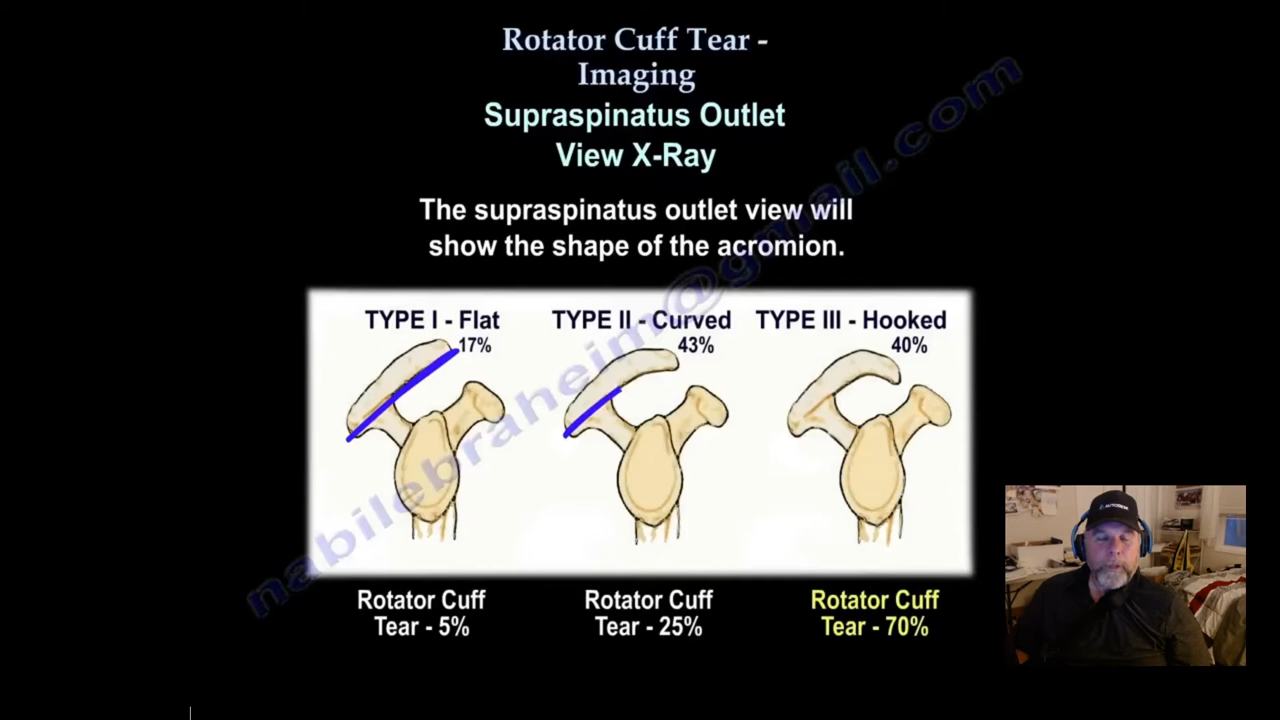 Rotator Cuff Tear -
Imaging
Supraspinatus Outlet
View X-Ray
The supraspinatus outlet view will
show the shape of the acromion.
TYPE I - Flat
17%
TYPE II - Curved
43%
TYPE III - Hooked
40%
Rotator Cuff
Tear - 5%
Rotator Cuff
Tear - 25%
Rotator Cuff
Tear - 70%
nabilebraheim@gmail.com
AUTODESK